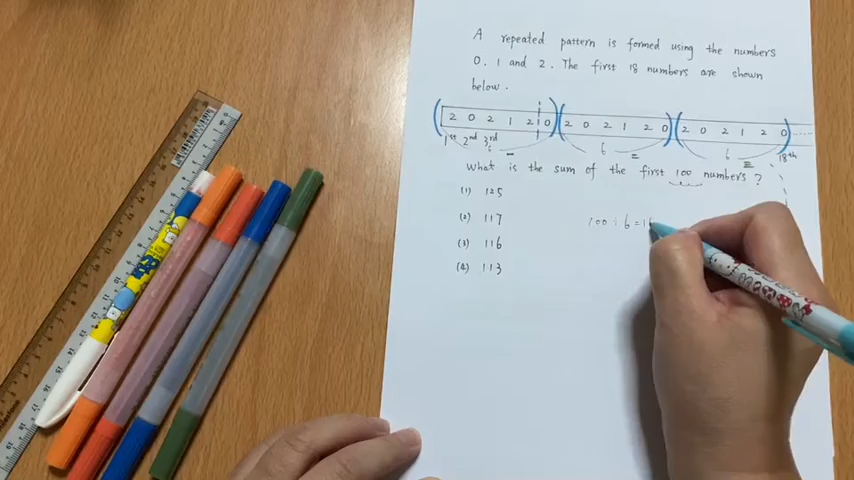 A repeated pattern is formed using the numbers
0, 1 and 2. The first 18 numbers are shown
below.
2 0 2 1 2 0 2 0 2 1 2 0 2 0 2 1 2 0
1st 2nd 3rd 6 6 6 18th
What is the sum of the first 100 numbers?
(1) 125
(2) 117
(3) 116
(4) 113
100 ÷ 6 = 16